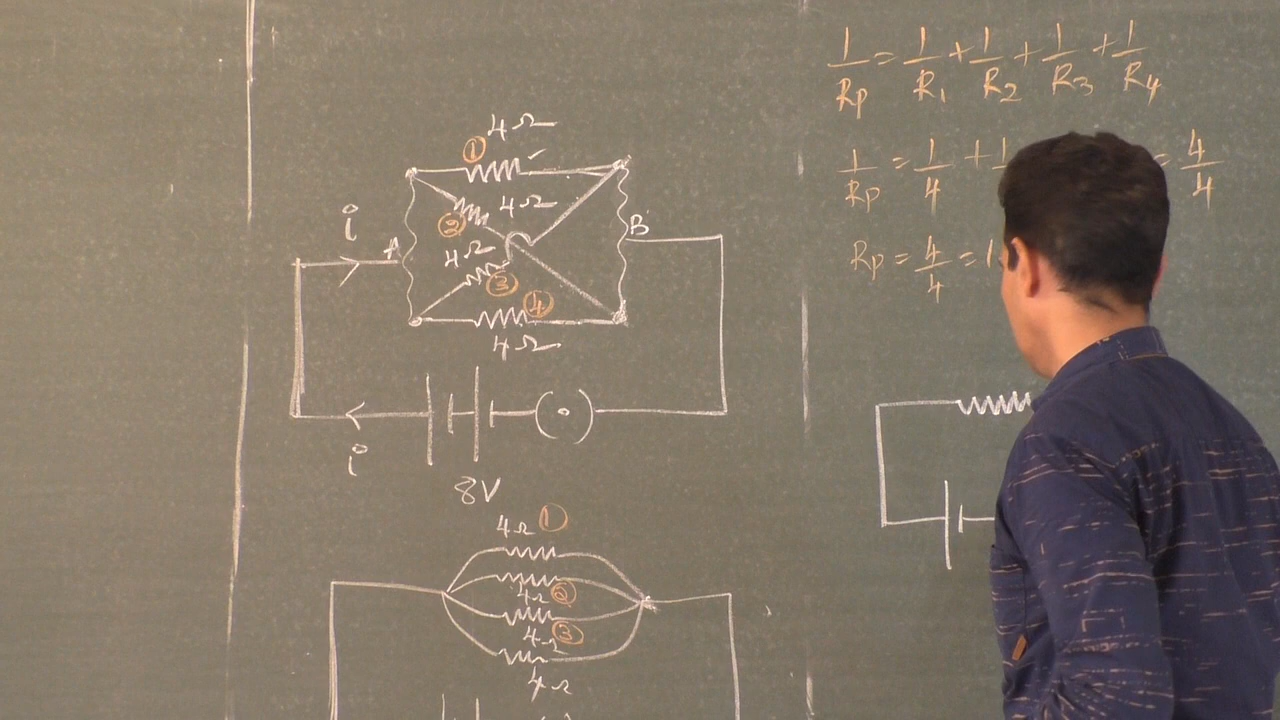 4Ω
①
4Ω
②
i
A
B
4Ω
③
④
4Ω
i
8V
4Ω ①
4Ω ②
4Ω ③
4Ω
1/Rp = 1/R1 + 1/R2 + 1/R3 + 1/R4
1/Rp = 1/4 + 1 = 4/4
Rp = 4/4 = 1